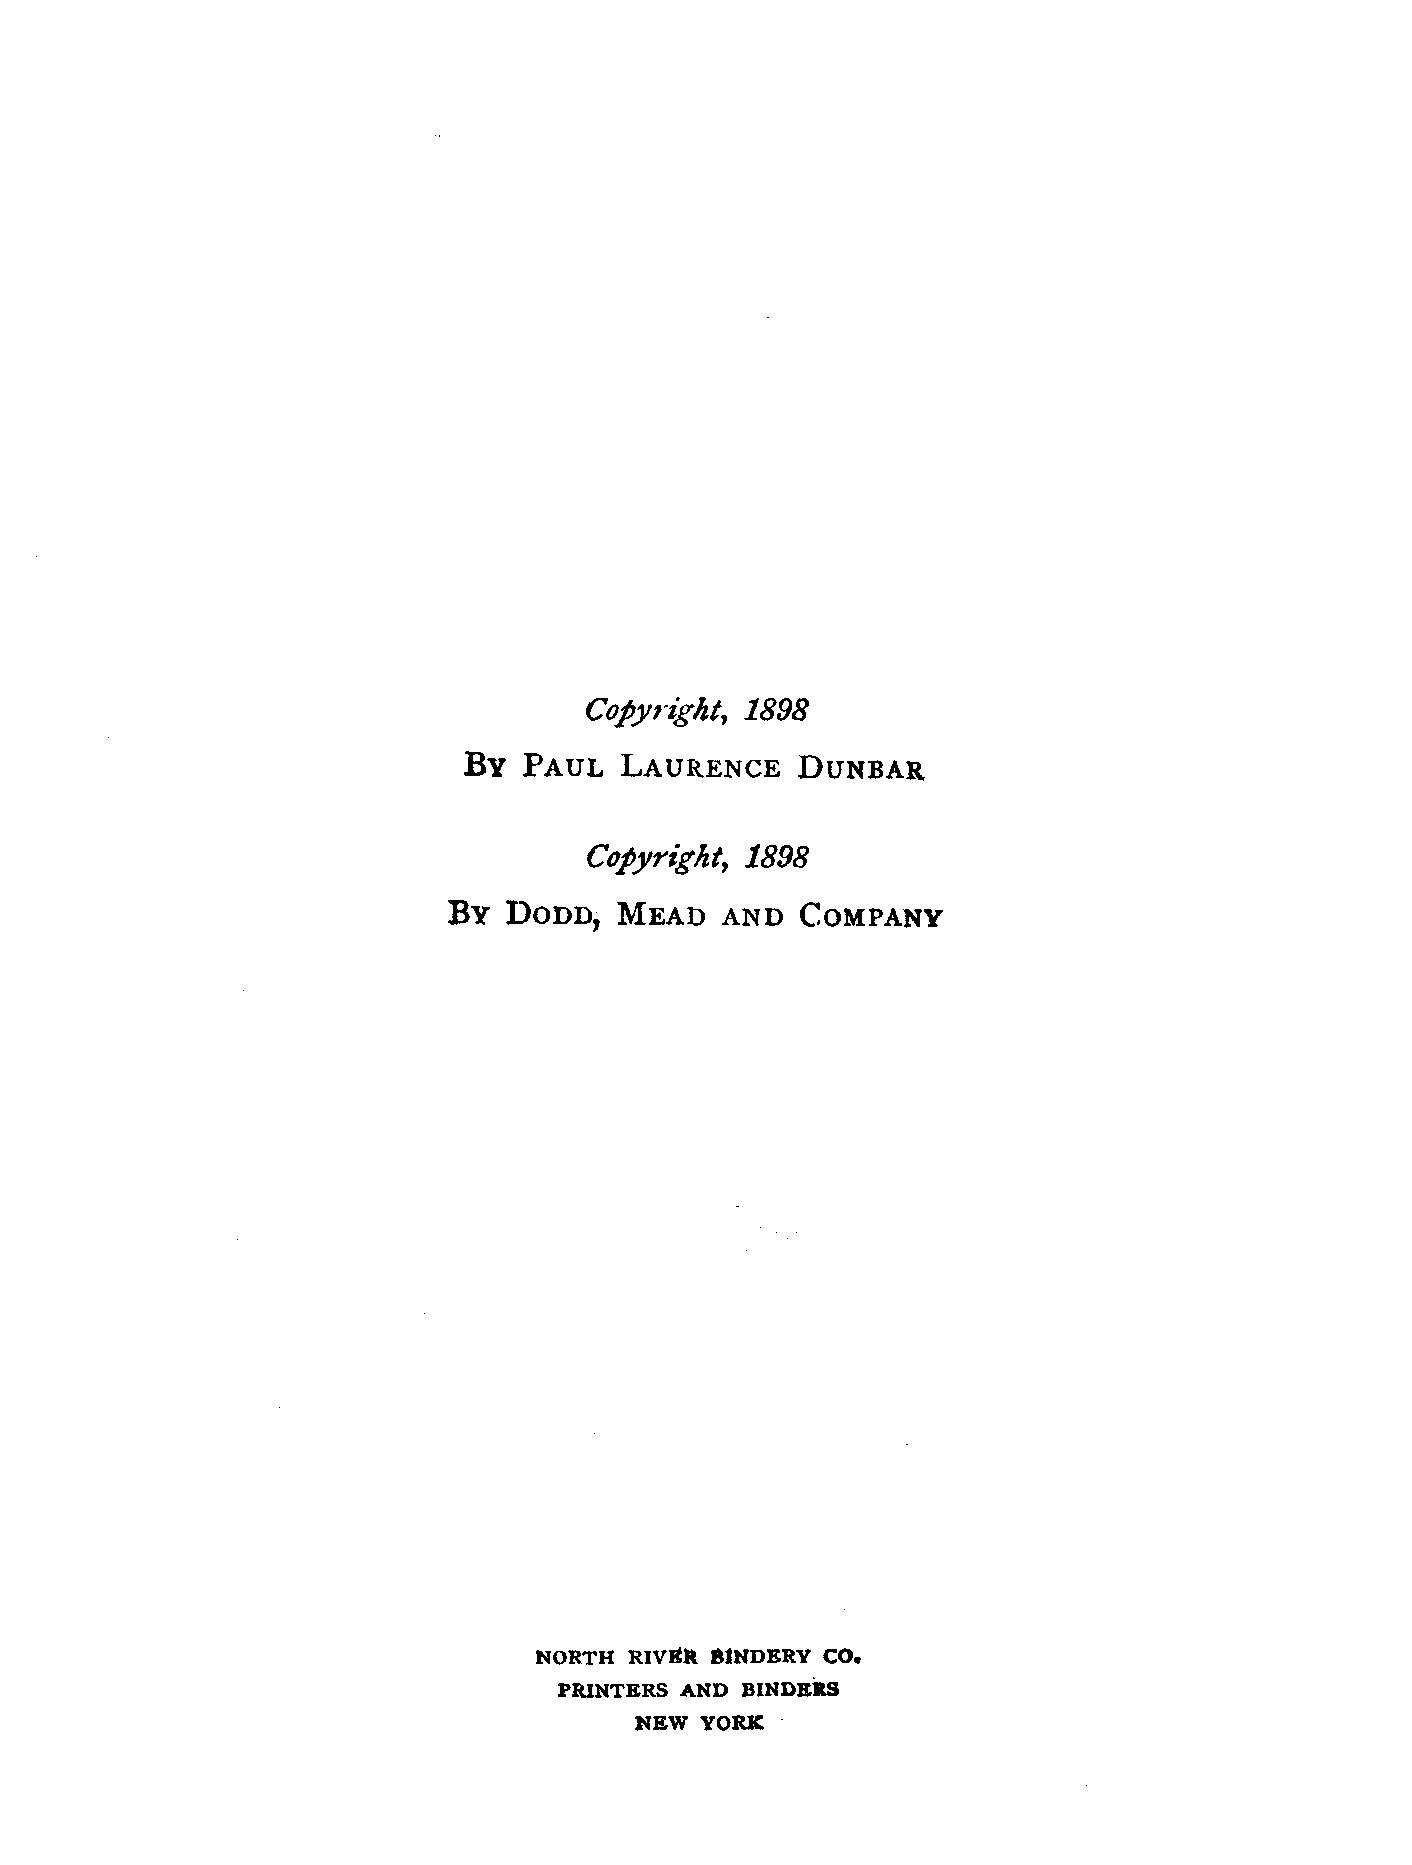 Copyright, 1898
By Paul Laurence Dunbar
Copyright, 1898
By Dodd, Mead and Company
NORTH RIVER BINDERY CO.
PRINTERS AND BINDERS
NEW YORK